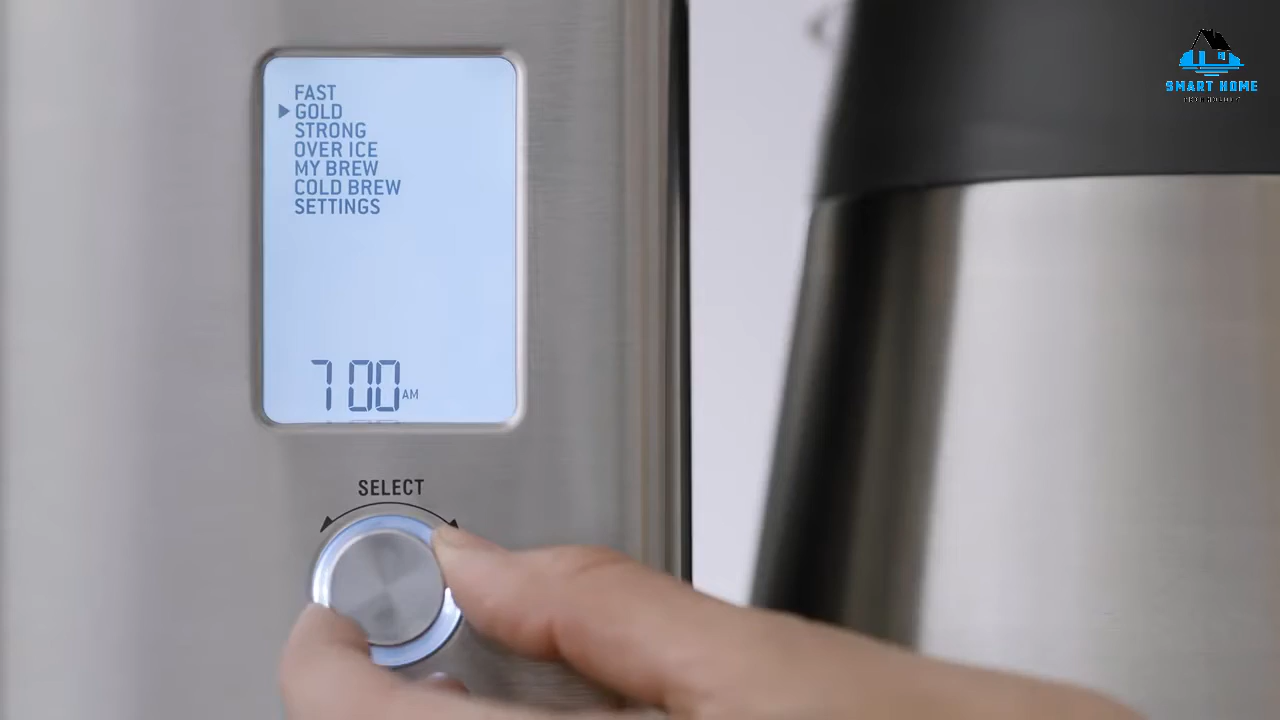 FAST
GOLD
STRONG
OVER ICE
MY BREW
COLD BREW
SETTINGS
7 00 AM
SELECT
SMART HOME